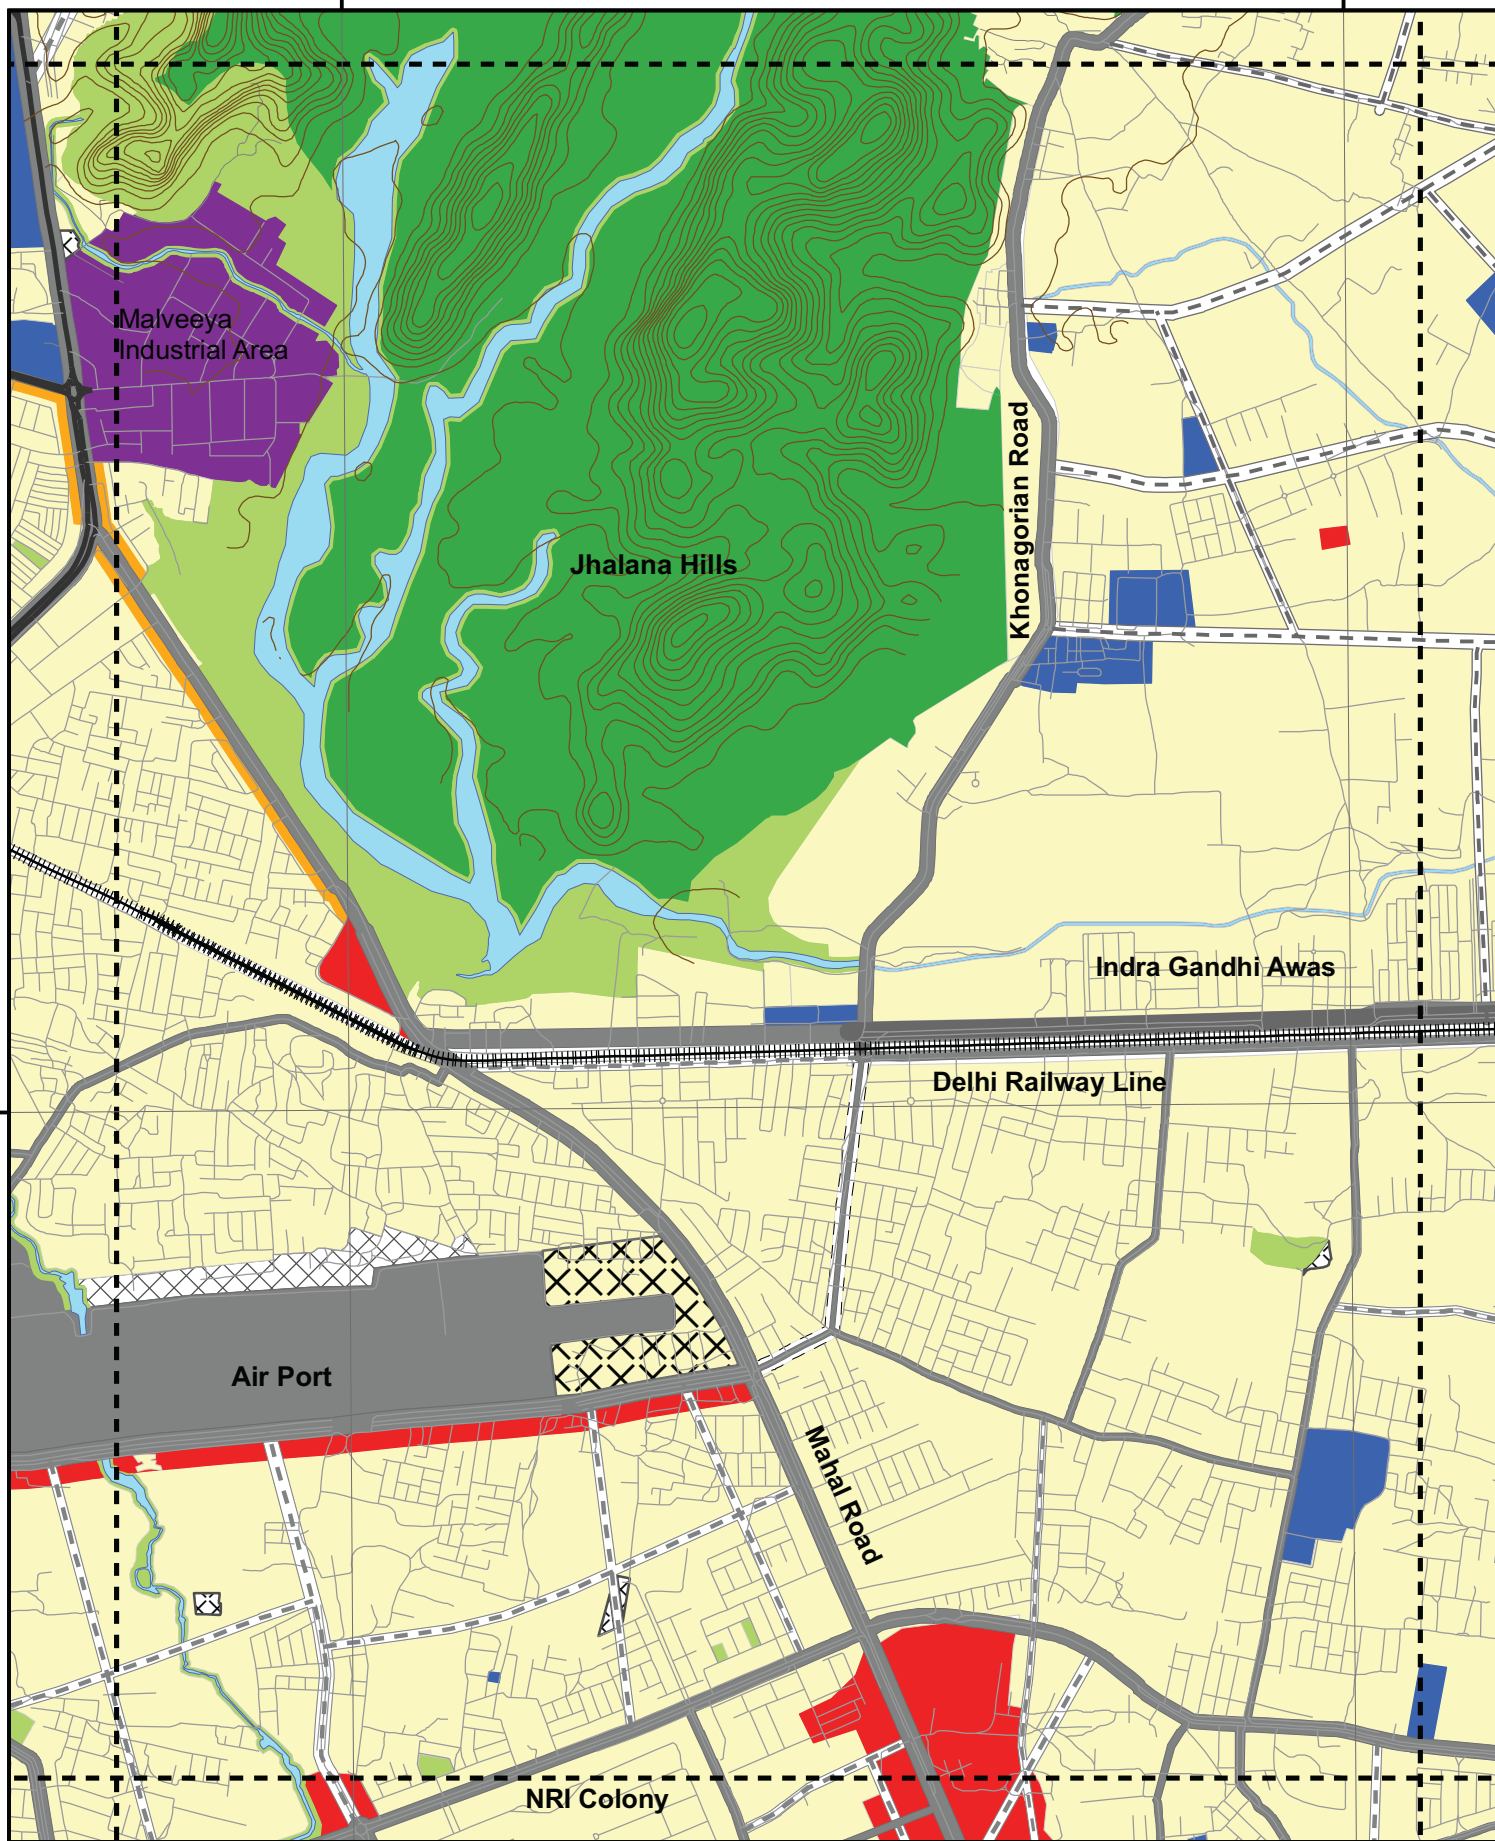 Malveeya
Industrial Area
Khonagorian Road
Jhalana Hills
Indra Gandhi Awas
Delhi Railway Line
Air Port
Mahal Road
NRI Colony